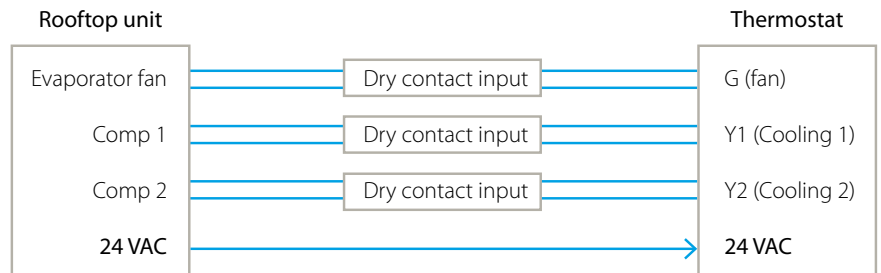 Rooftop unit
Thermostat
Evaporator fan
Dry contact input
G (fan)
Comp 1
Dry contact input
Y1 (Cooling 1)
Comp 2
Dry contact input
Y2 (Cooling 2)
24 VAC
24 VAC